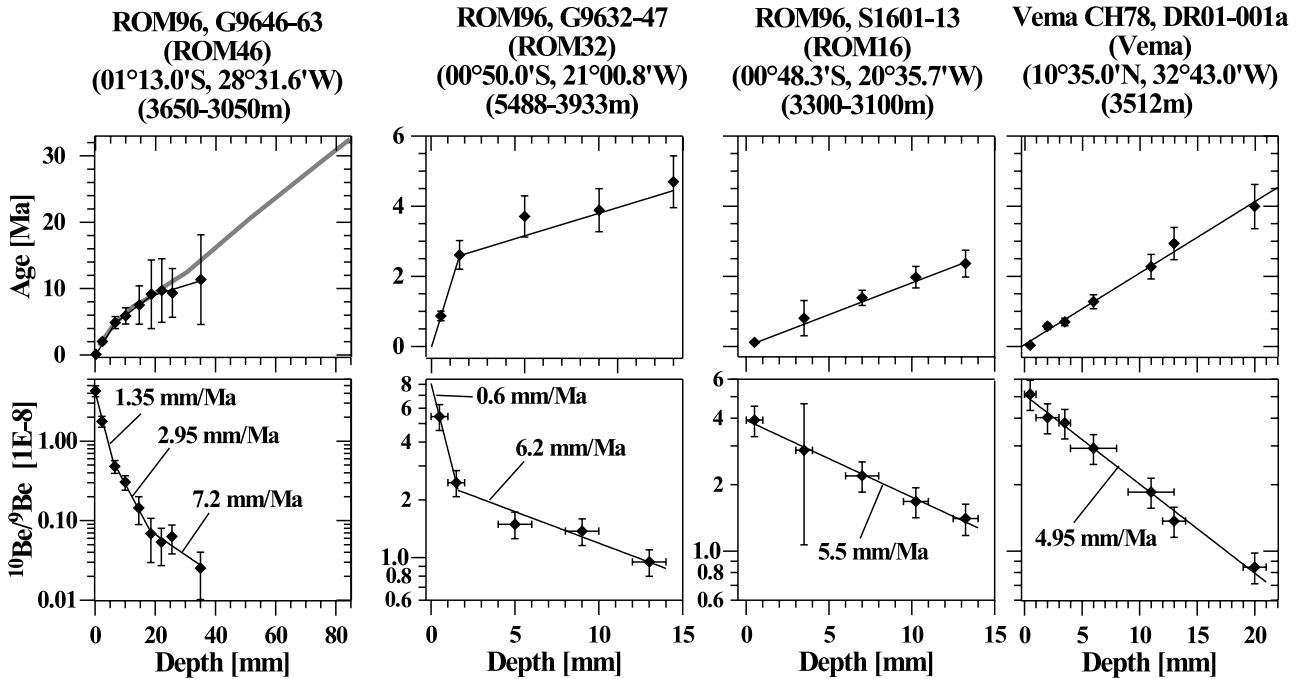 ROM96, G9646-63
(ROM46)
(01°13.0'S, 28°31.6'W)
(3650-3050m)
ROM96, G9632-47
(ROM32)
(00°50.0'S, 21°00.8'W)
(5488-3933m)
ROM96, S1601-13
(ROM16)
(00°48.3'S, 20°35.7'W)
(3300-3100m)
Vema CH78, DR01-001a
(Vema)
(10°35.0'N, 32°43.0'W)
(3512m)
Age [Ma]
30
20
10
0
6
4
2
0
¹⁰Be/⁹Be [1E-8]
1.00
0.10
0.01
1.35 mm/Ma
2.95 mm/Ma
7.2 mm/Ma
0 20 40 60 80
Depth [mm]
8
6
4
2
1.0
0.8
0.6
0.6 mm/Ma
6.2 mm/Ma
0 5 10 15
Depth [mm]
6
4
2
1.0
0.8
0.6
5.5 mm/Ma
0 5 10 15
Depth [mm]
4.95 mm/Ma
0 5 10 15 20
Depth [mm]